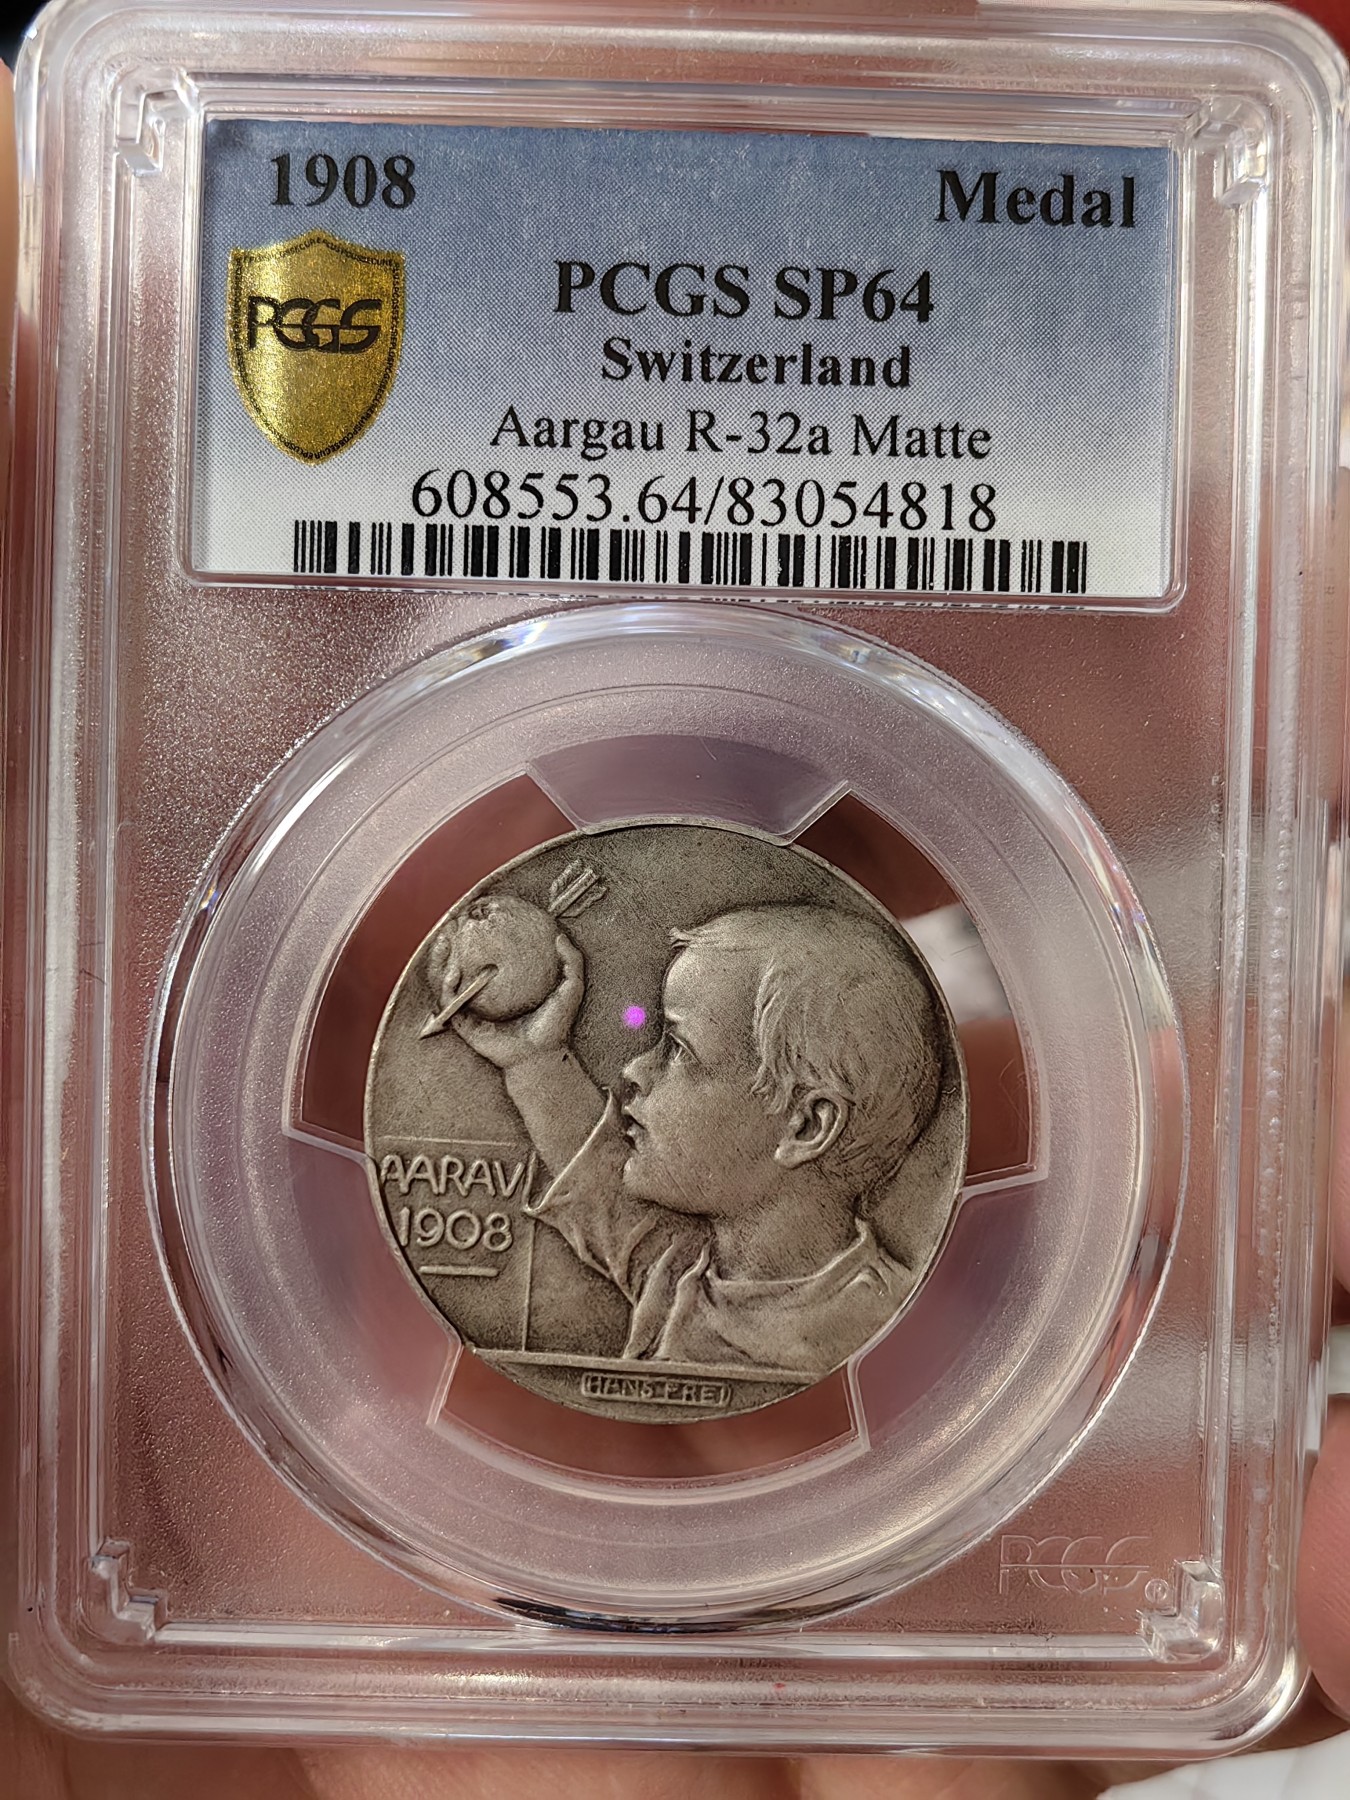 1908
Medal
PCGS
PCGS SP64
Switzerland
Aargau R-32a Matte
608553.64/83054818
AARAV
1908
HANS FREI
PCGS